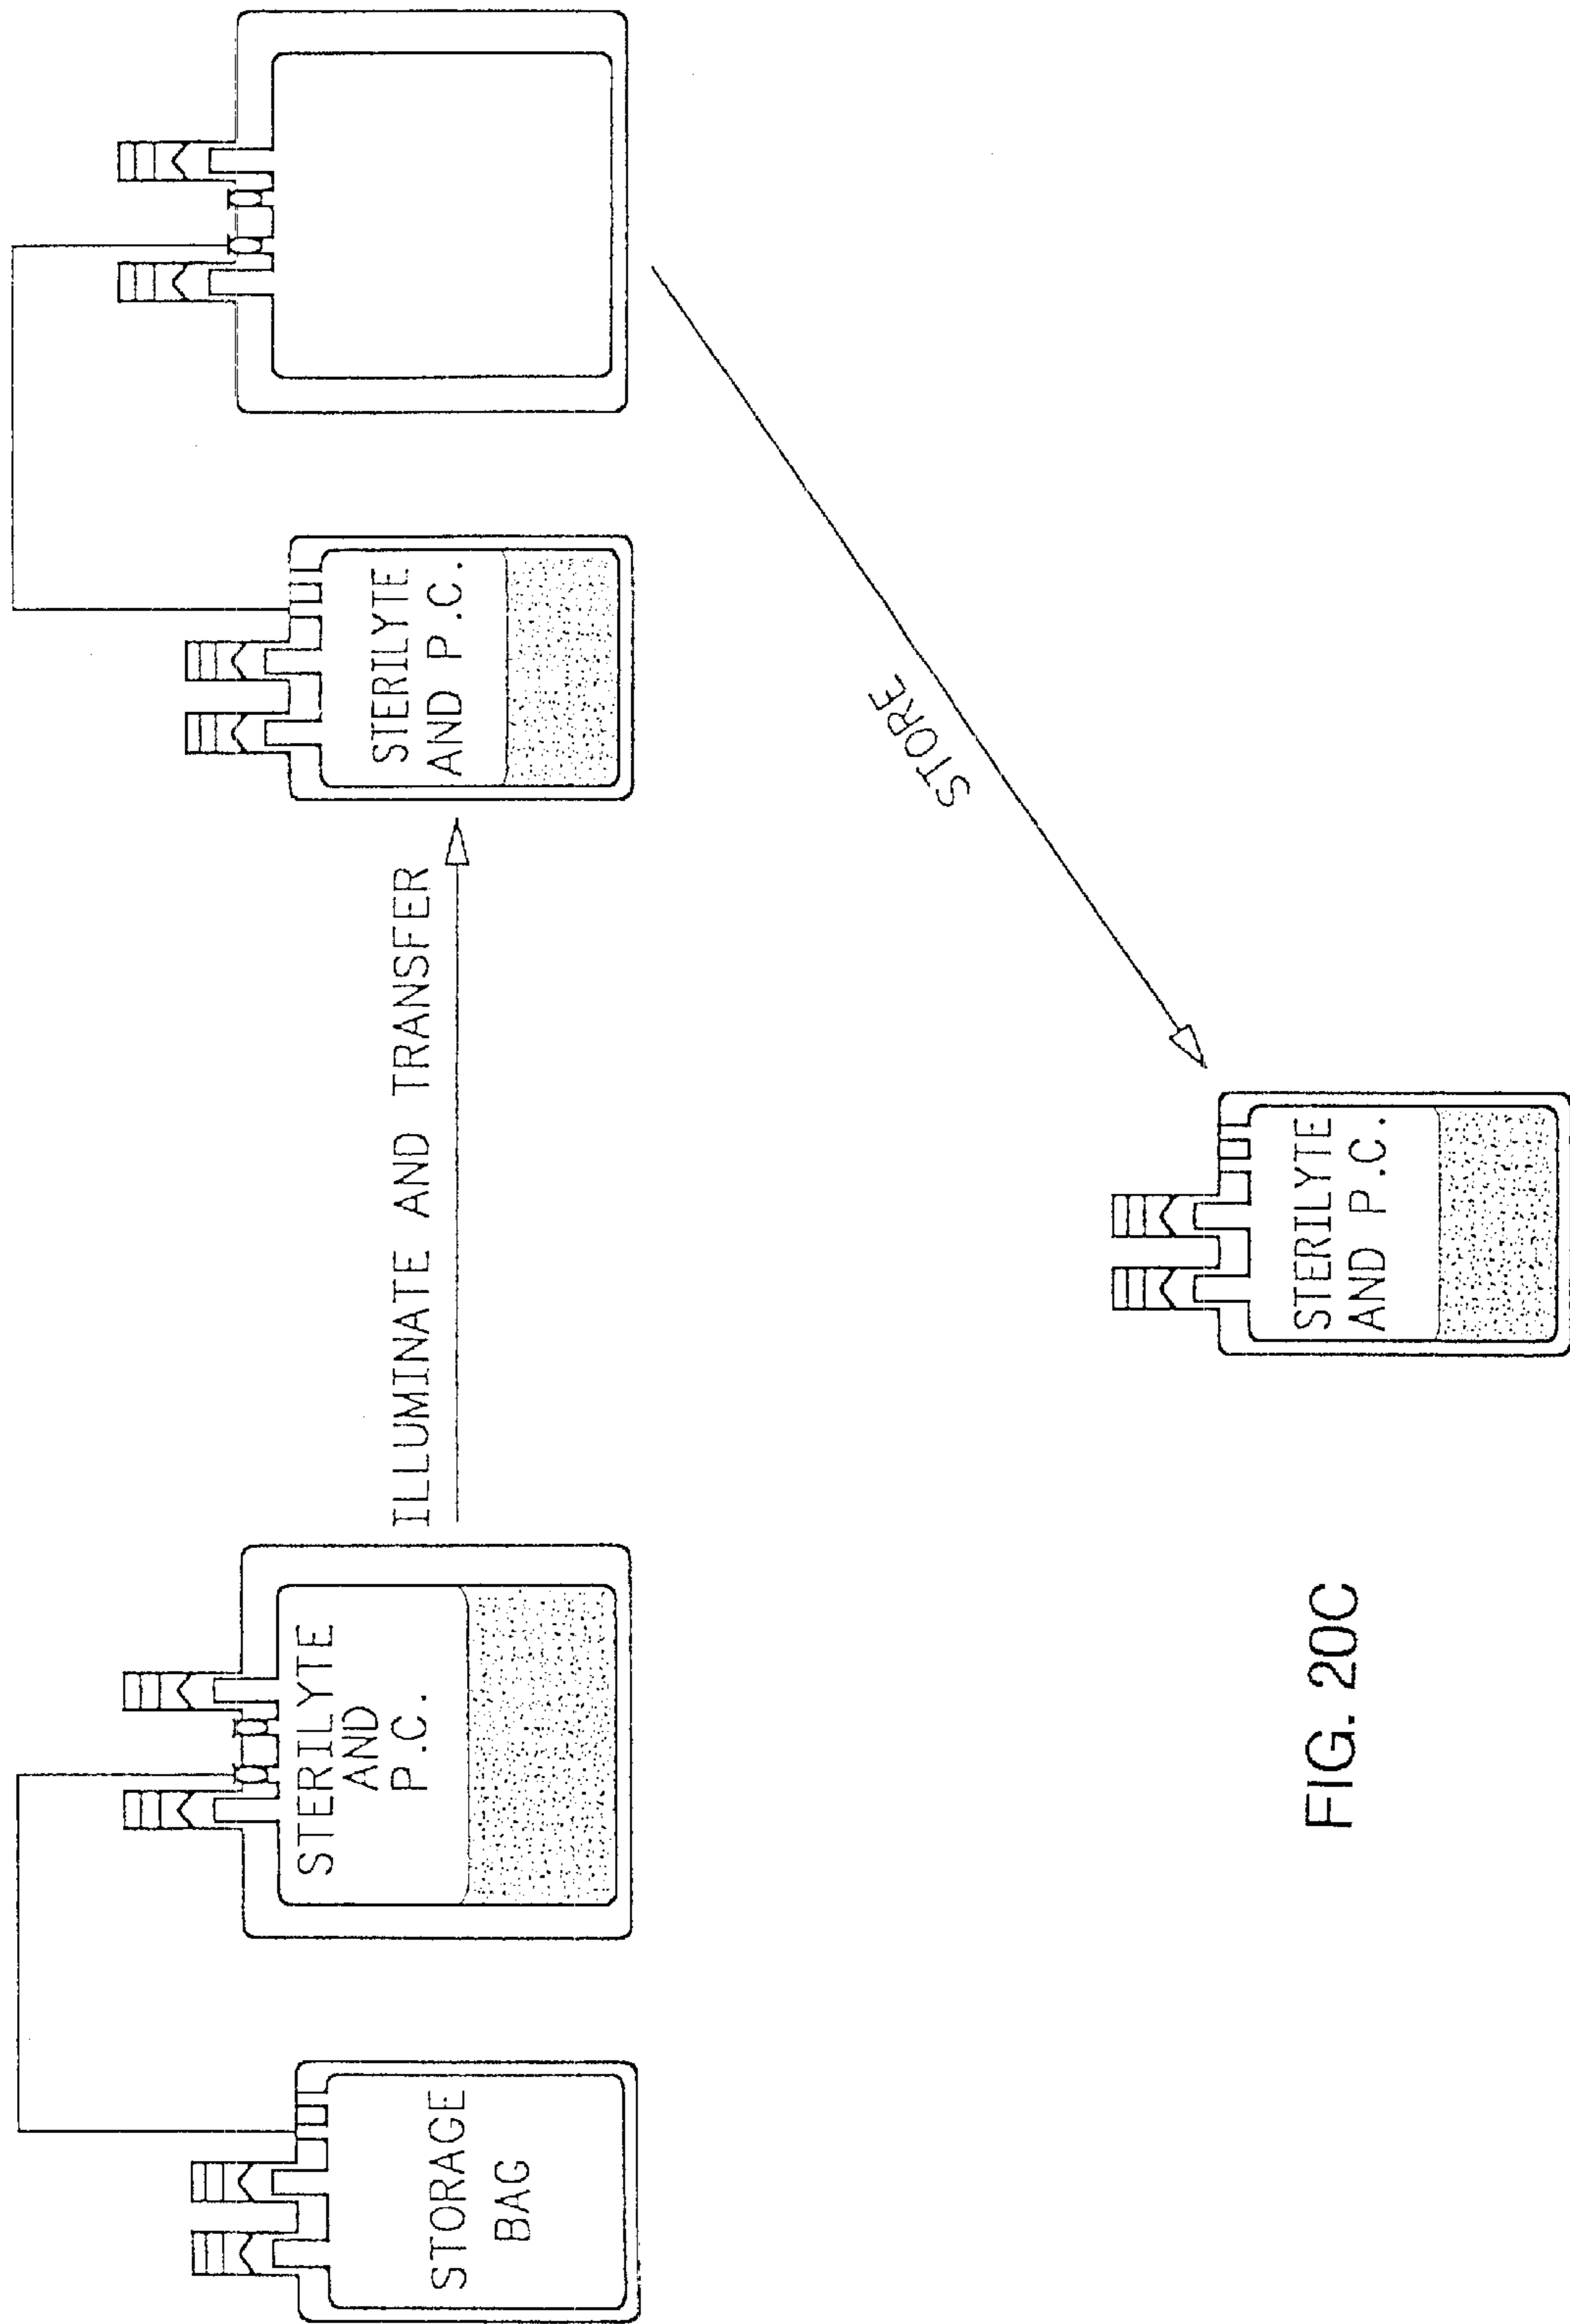 STORAGE
BAG
STERILYTE
AND
P.C.
ILLUMINATE AND TRANSFER
STERILYTE
AND P.C.
STORE
STERILYTE
AND P.C.
FIG. 20C